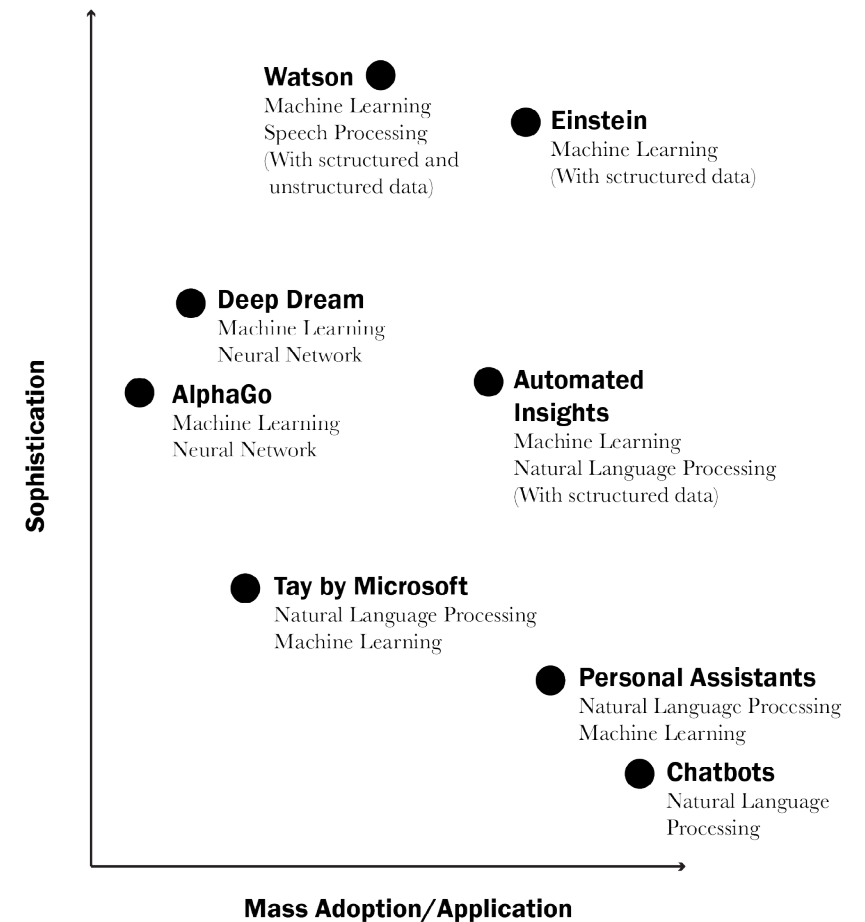 Watson
Machine Learning
Speech Processing
(With sctructured and
unstructured data)
Einstein
Machine Learning
(With sctructured data)
Deep Dream
Machine Learning
Neural Network
AlphaGo
Machine Learning
Neural Network
Automated
Insights
Machine Learning
Natural Language Processing
(With sctructured data)
Sophistication
Tay by Microsoft
Natural Language Processing
Machine Learning
Personal Assistants
Natural Language Processing
Machine Learning
Chatbots
Natural Language
Processing
Mass Adoption/Application